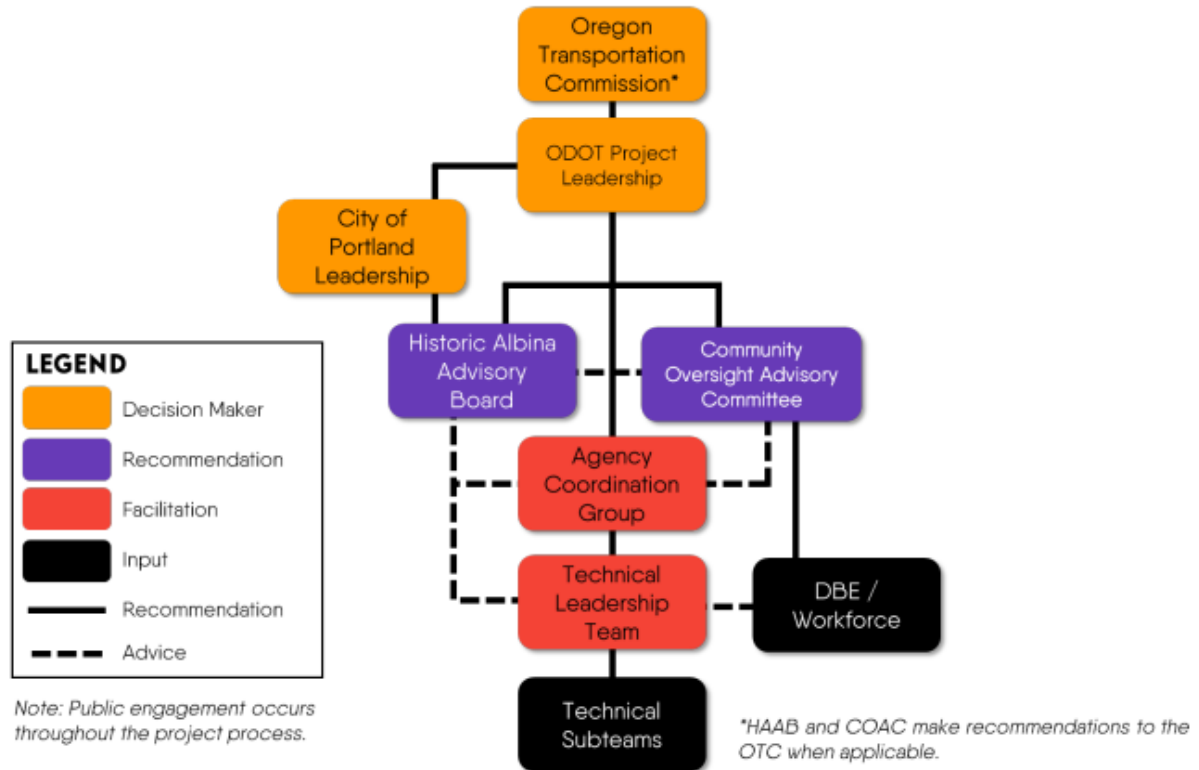 Oregon
Transportation
Commission*
ODOT Project
Leadership
City of
Portland
Leadership
Historic Albina
Advisory
Board
Community
Oversight Advisory
Committee
LEGEND
Decision Maker
Recommendation
Facilitation
Input
Recommendation
Advice
Agency
Coordination
Group
Technical
Leadership
Team
DBE /
Workforce
Technical
Subteams
Note: Public engagement occurs
throughout the project process.
*HAAB and COAC make recommendations to the
OTC when applicable.